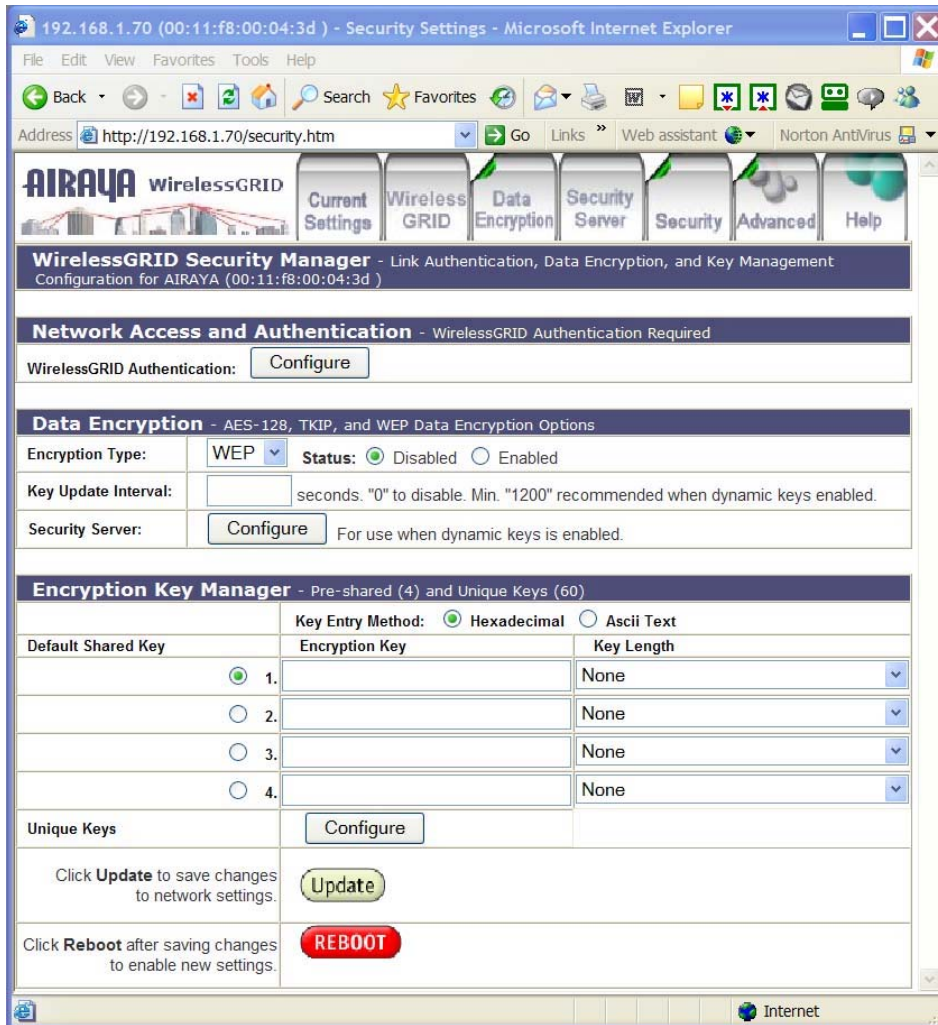 192.168.1.70 (00:11:f8:00:04:3d ) - Security Settings - Microsoft Internet Explorer
File Edit View Favorites Tools Help
Back Search Favorites
Address http://192.168.1.70/security.htm Go Links » Web assistant Norton AntiVirus
AIRAYA WirelessGRID
Current Settings
Wireless GRID
Data Encryption
Security Server
Security
Advanced
Help
WirelessGRID Security Manager - Link Authentication, Data Encryption, and Key Management
Configuration for AIRAYA (00:11:f8:00:04:3d )
Network Access and Authentication - WirelessGRID Authentication Required
WirelessGRID Authentication: Configure
Data Encryption - AES-128, TKIP, and WEP Data Encryption Options
Encryption Type: WEP Status: Disabled Enabled
Key Update Interval: seconds. "0" to disable. Min. "1200" recommended when dynamic keys enabled.
Security Server: Configure For use when dynamic keys is enabled.
Encryption Key Manager - Pre-shared (4) and Unique Keys (60)
Key Entry Method: Hexadecimal Ascii Text
Default Shared Key Encryption Key Key Length
1. None
2. None
3. None
4. None
Unique Keys Configure
Click Update to save changes
to network settings.
Update
Click Reboot after saving changes
to enable new settings.
REBOOT
Internet